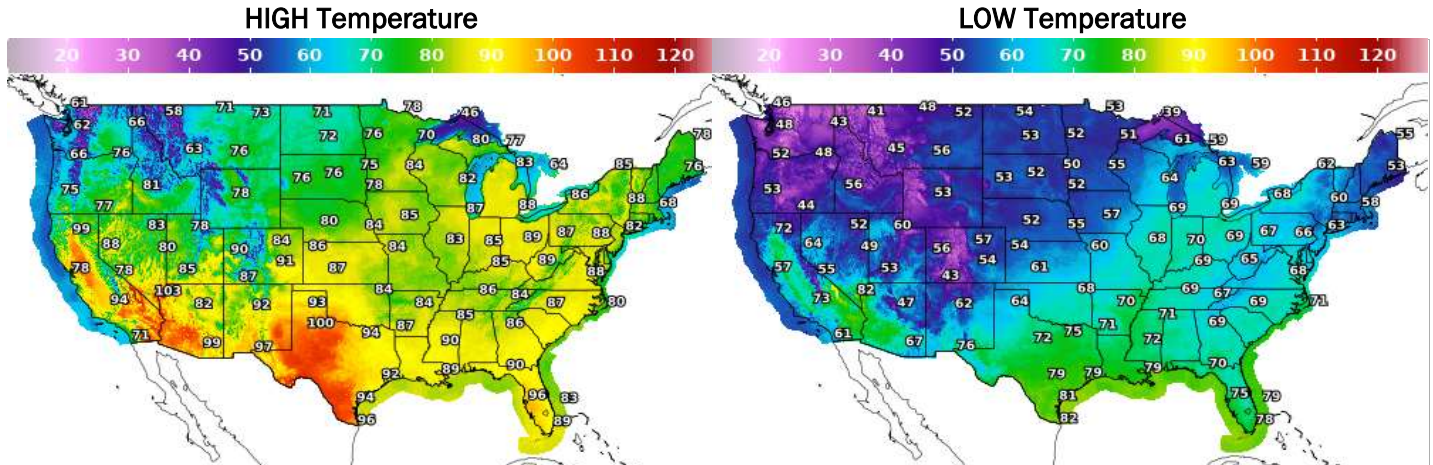 HIGH Temperature LOW Temperature
20 30 40 50 60 70 80 90 100 110 120 20 30 40 50 60 70 80 90 100 110 120
61 58 71 73 71 78 46 46 41 48 52 54 53 39
62 66 72 76 70 80 77 78 48 43 53 52 51 61 59 55
66 76 63 76 75 84 83 64 85 76 52 48 45 56 50 55 63 59 62 53
75 81 78 76 76 78 82 86 88 53 56 53 53 52 52 64 68 60
77 80 85 87 88 68 44 52 57 69 69 58
99 83 78 84 82 72 52 60 55 63
88 80 90 84 86 84 83 85 89 87 88 64 49 56 57 54 60 68 70 69 67 66
78 78 85 87 91 87 85 89 88 57 55 53 43 54 61 69 65 68
94 103 82 92 93 84 84 86 84 87 80 73 82 47 62 64 68 70 69 67 69 71
71 99 97 100 94 87 85 86 61 67 76 72 75 71 71 69
92 90 89 90 79 79 72 79 70
94 96 83 81 75 79
96 89 82 78